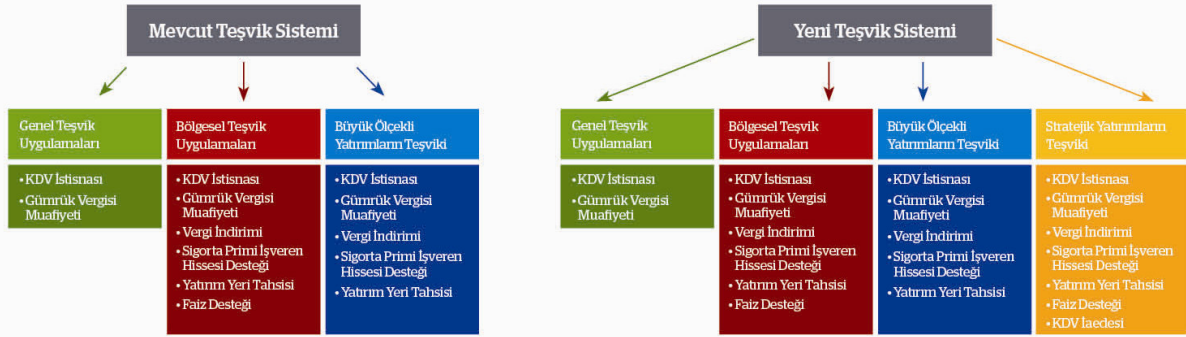 Mevcut Teşvik Sistemi
Genel Teşvik
Uygulamaları
• KDV İstisnası
• Gümrük Vergisi
Muafiyeti
Bölgesel Teşvik
Uygulamaları
• KDV İstisnası
• Gümrük Vergisi
Muafiyeti
• Vergi İndirimi
• Sigorta Primi İşveren
Hissesi Desteği
• Yatırım Yeri Tahsisi
• Faiz Desteği
Büyük Ölçekli
Yatırımların Teşviki
• KDV İstisnası
• Gümrük Vergisi
Muafiyeti
• Vergi İndirimi
• Sigorta Primi İşveren
Hissesi Desteği
• Yatırım Yeri Tahsisi
Yeni Teşvik Sistemi
Genel Teşvik
Uygulamaları
• KDV İstisnası
• Gümrük Vergisi
Muafiyeti
Bölgesel Teşvik
Uygulamaları
• KDV İstisnası
• Gümrük Vergisi
Muafiyeti
• Vergi İndirimi
• Sigorta Primi İşveren
Hissesi Desteği
• Yatırım Yeri Tahsisi
• Faiz Desteği
Büyük Ölçekli
Yatırımların Teşviki
• KDV İstisnası
• Gümrük Vergisi
Muafiyeti
• Vergi İndirimi
• Sigorta Primi İşveren
Hissesi Desteği
• Yatırım Yeri Tahsisi
Stratejik Yatırımların
Teşviki
• KDV İstisnası
• Gümrük Vergisi
Muafiyeti
• Vergi İndirimi
• Sigorta Primi İşveren
Hissesi Desteği
• Yatırım Yeri Tahsisi
• Faiz Desteği
• KDV İaedesi